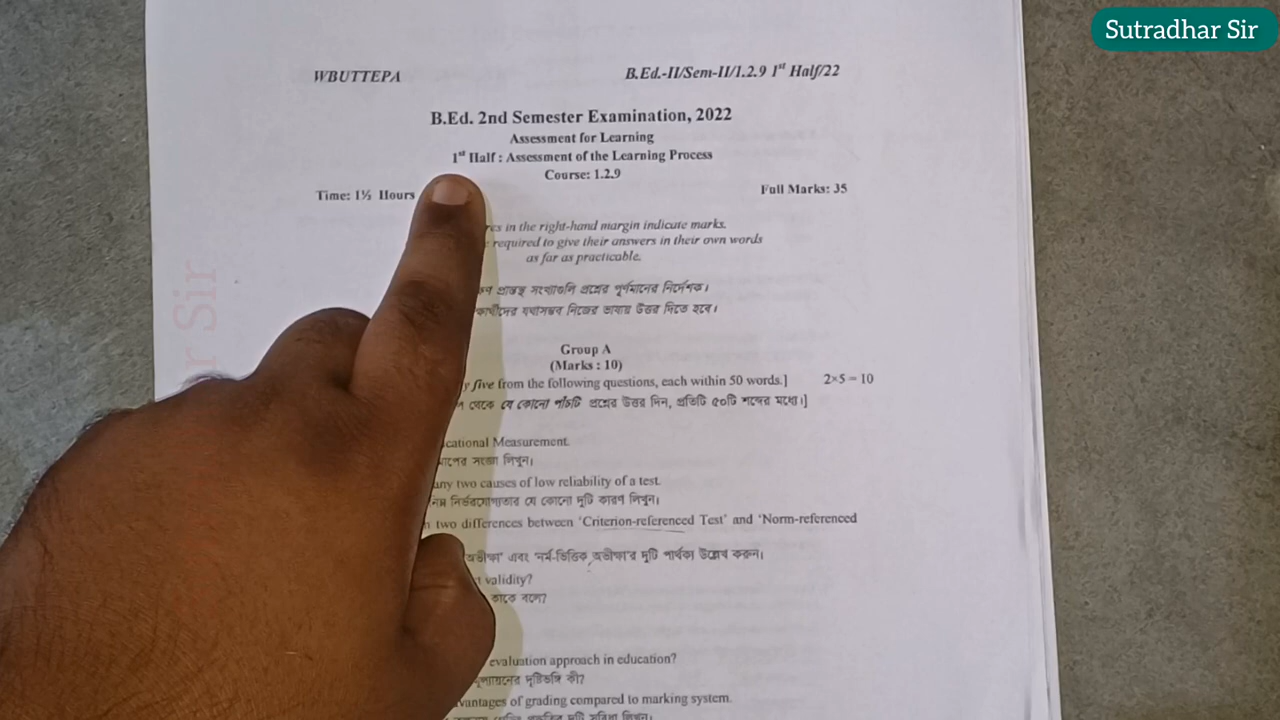 Sutradhar Sir
WBUTTEPA
B.Ed.-II/Sem-II/1.2.9 1st Half/22
B.Ed. 2nd Semester Examination, 2022
Assessment for Learning
1st Half : Assessment of the Learning Process
Course: 1.2.9
Time: 1½ Hours
Full Marks: 35
in the right-hand margin indicate marks.
required to give their answers in their own words
as far as practicable.
প্রান্তস্থ সংখ্যাগুলি প্রশ্নের পূর্ণমানের নির্দেশক।
যথাসম্ভব নিজের ভাষায় উত্তর দিতে হবে।
Group A
(Marks : 10)
five from the following questions, each within 50 words.] 2×5 = 10
থেকে যে কোনো পাঁচটি প্রশ্নের উত্তর দিন, প্রতিটি ৫০টি শব্দের মধ্যে।]
Measurement.
সংজ্ঞা লিখুন।
any two causes of low reliability of a test.
নির্ভরযোগ্যতার যে কোনো দুটি কারণ লিখুন।
two differences between ‘Criterion-referenced Test’ and ‘Norm-referenced
এবং ‘নর্ম-ভিত্তিক অভীক্ষা’র দুটি পার্থক্য উল্লেখ করুন।
validity?
কাকে বলে?
evaluation approach in education?
দৃষ্টিভঙ্গি কী?
of grading compared to marking system.
Sir